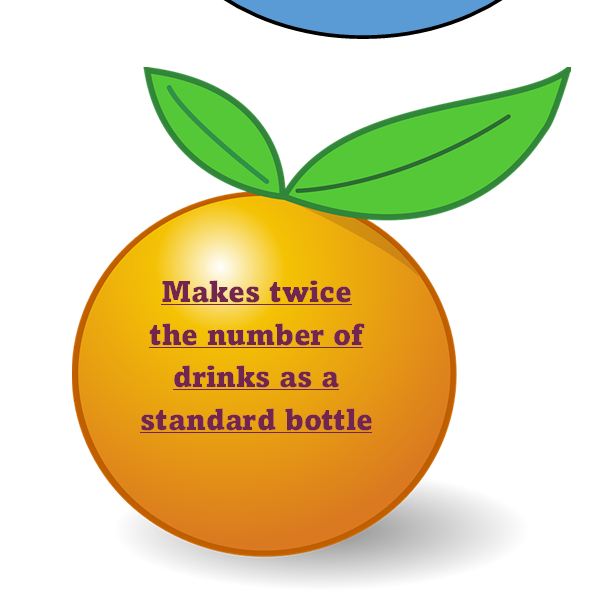 Makes twice
the number of
drinks as a
standard bottle